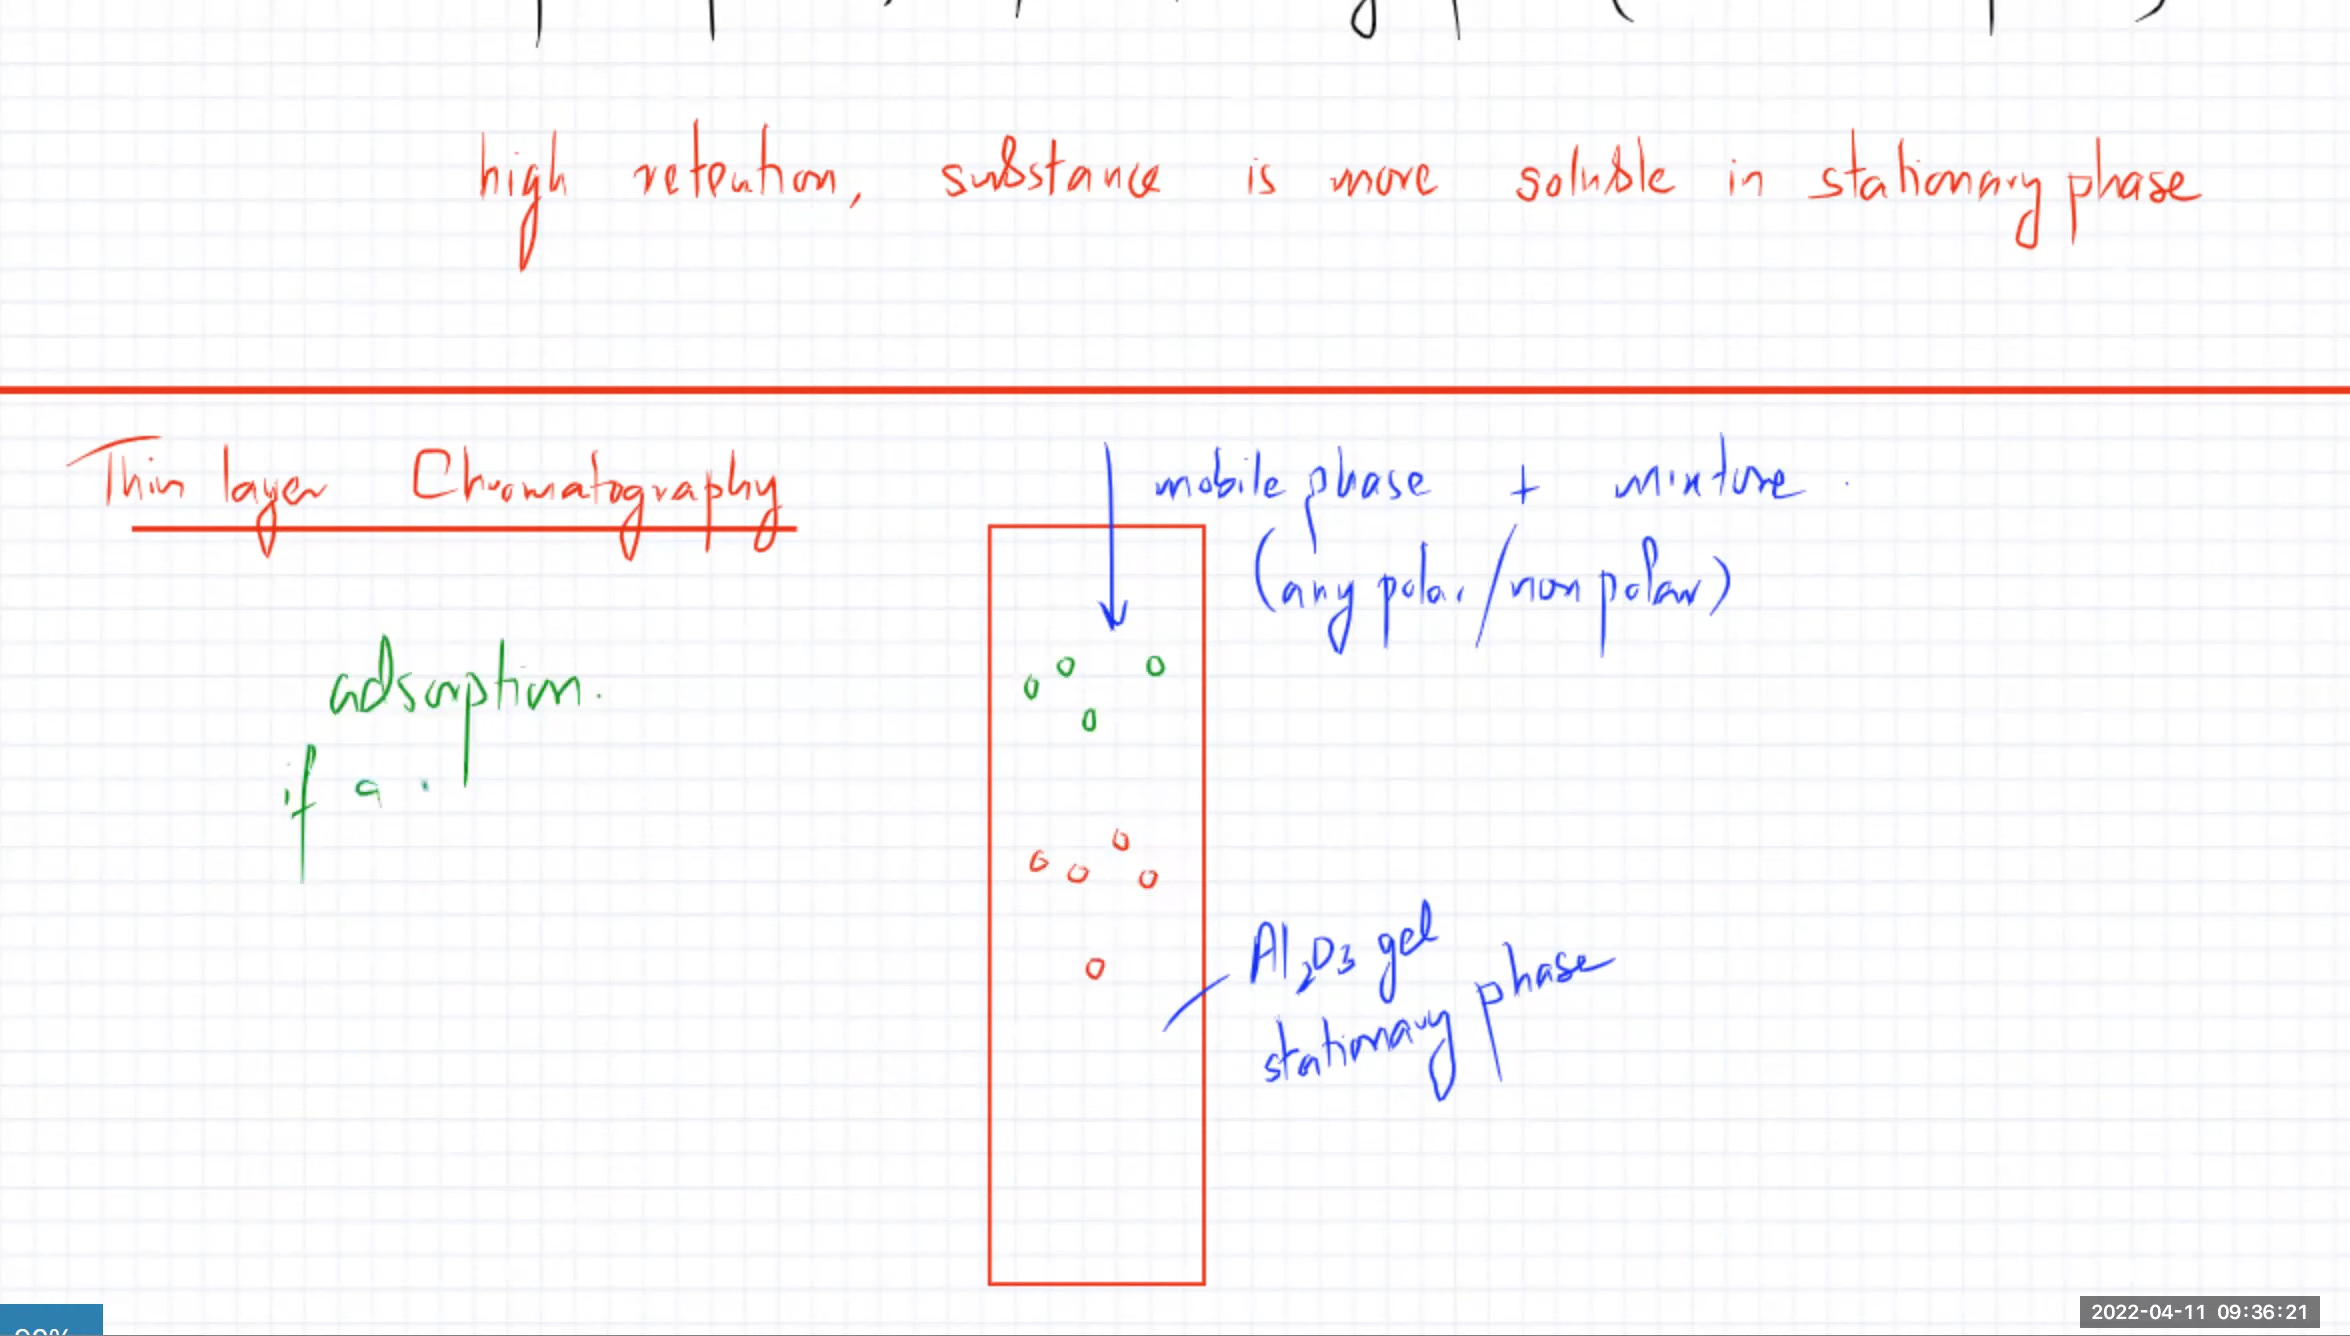 high retention, substance is more soluble in stationary phase
Thin layer Chromatography
mobile phase + mixture
(any polar/non polar)
adsorption.
if a
Al2O3 gel
stationary phase
2022-04-11 09:36:21